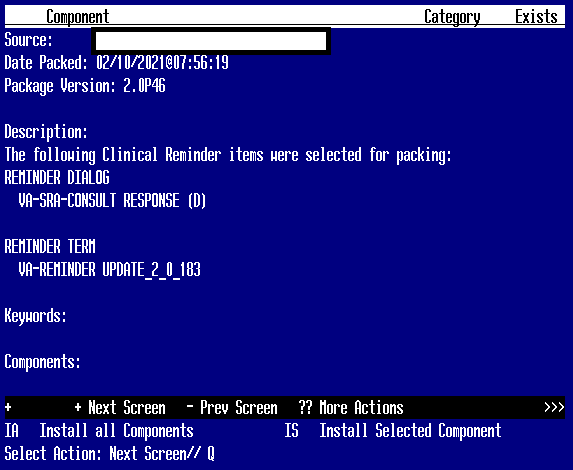 Component Category Exists
Source:
Date Packed: 02/10/2021@07:56:19
Package Version: 2.0P46
Description:
The following Clinical Reminder items were selected for packing:
REMINDER DIALOG
VA-SRA-CONSULT RESPONSE (D)
REMINDER TERM
VA-REMINDER UPDATE_2_0_183
Keywords:
Components:
+ + Next Screen - Prev Screen ?? More Actions >>>
IA Install all Components IS Install Selected Component
Select Action: Next Screen// Q